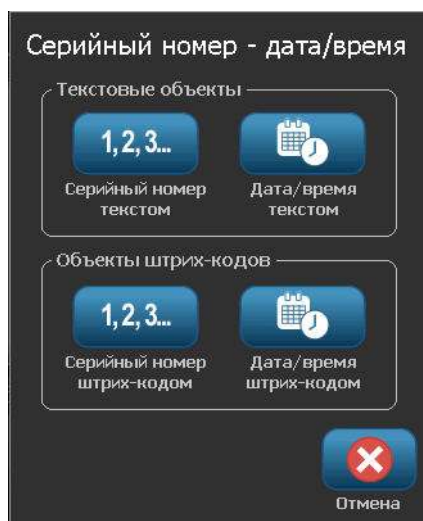 Серийный номер - дата/время
Текстовые объекты
1,2,3...
Серийный номер
текстом
Дата/время
текстом
Объекты штрих-кодов
1,2,3...
Серийный номер
штрих-кодом
Дата/время
штрих-кодом
Отмена